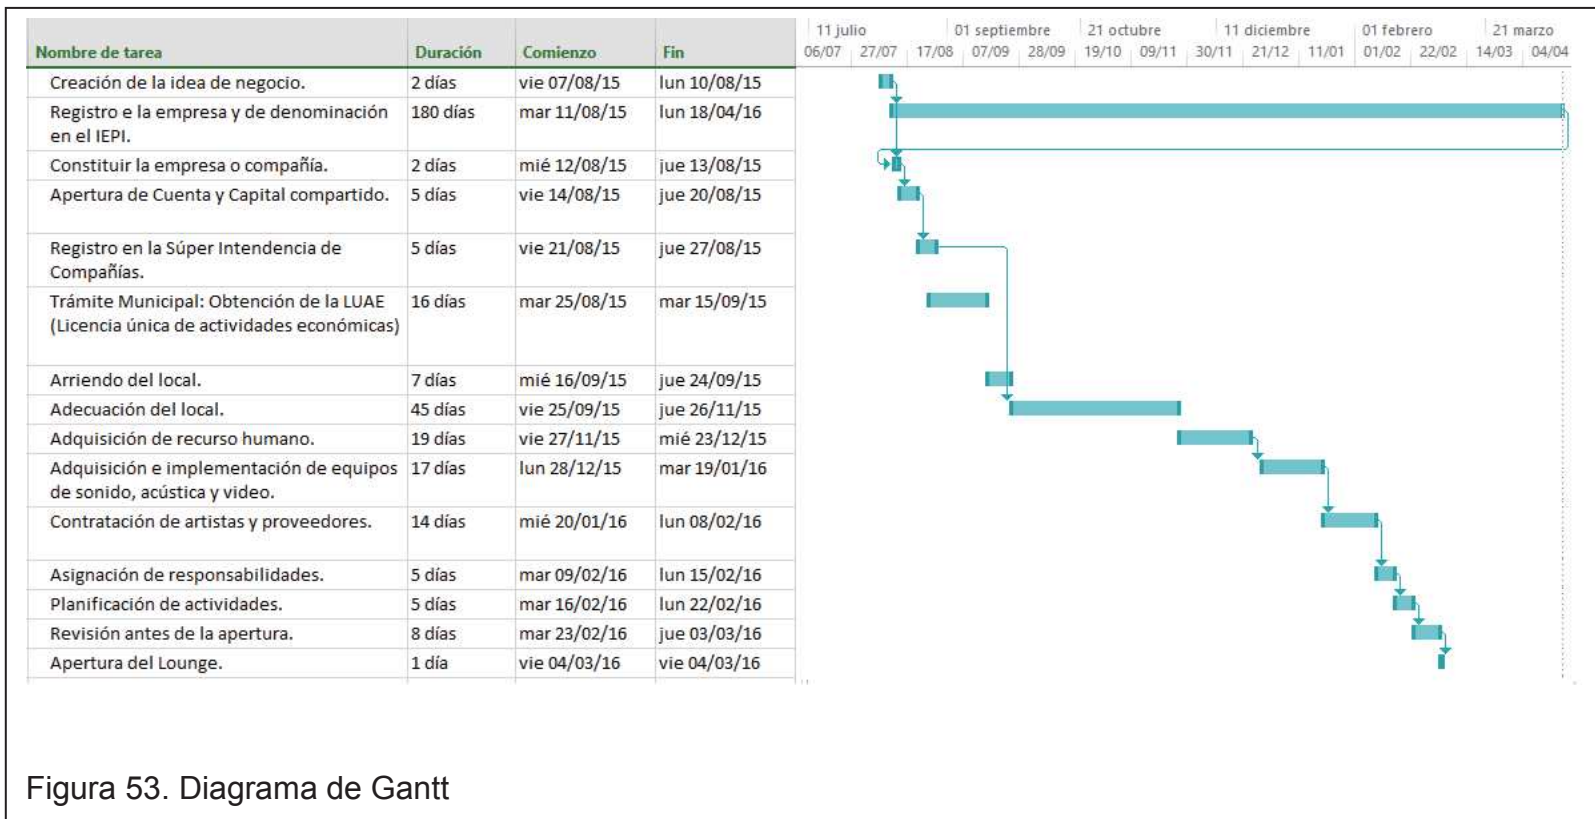 11 julio 01 septiembre 21 octubre 11 diciembre 01 febrero 21 marzo
Nombre de tarea Duración Comienzo Fin 06/07 27/07 17/08 07/09 28/09 19/10 09/11 30/11 21/12 11/01 01/02 22/02 14/03 04/04
Creación de la idea de negocio. 2 días vie 07/08/15 lun 10/08/15
Registro e la empresa y de denominación 180 días mar 11/08/15 lun 18/04/16
en el IEPI.
Constituir la empresa o compañía. 2 días mié 12/08/15 jue 13/08/15
Apertura de Cuenta y Capital compartido. 5 días vie 14/08/15 jue 20/08/15
Registro en la Súper Intendencia de 5 días vie 21/08/15 jue 27/08/15
Compañías.
Trámite Municipal: Obtención de la LUAE 16 días mar 25/08/15 mar 15/09/15
(Licencia única de actividades económicas)
Arriendo del local. 7 días mié 16/09/15 jue 24/09/15
Adecuación del local. 45 días vie 25/09/15 jue 26/11/15
Adquisición de recurso humano. 19 días vie 27/11/15 mié 23/12/15
Adquisición e implementación de equipos 17 días lun 28/12/15 mar 19/01/16
de sonido, acústica y video.
Contratación de artistas y proveedores. 14 días mié 20/01/16 lun 08/02/16
Asignación de responsabilidades. 5 días mar 09/02/16 lun 15/02/16
Planificación de actividades. 5 días mar 16/02/16 lun 22/02/16
Revisión antes de la apertura. 8 días mar 23/02/16 jue 03/03/16
Apertura del Lounge. 1 día vie 04/03/16 vie 04/03/16
Figura 53. Diagrama de Gantt